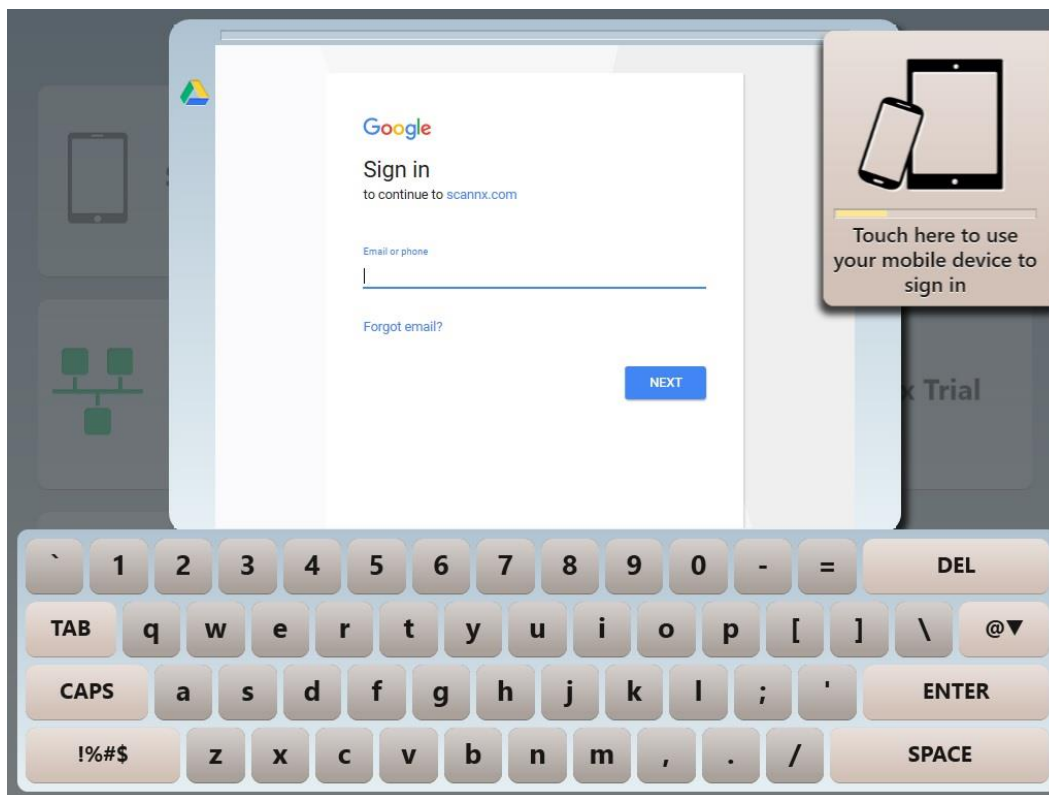 Google
Sign in
to continue to scannx.com
Email or phone
Forgot email?
NEXT
Touch here to use
your mobile device to
sign in
Trial
` 1 2 3 4 5 6 7 8 9 0 - = DEL
TAB q w e r t y u i o p [ ] \ @▼
CAPS a s d f g h j k l ; ' ENTER
!%#$ z x c v b n m , . / SPACE